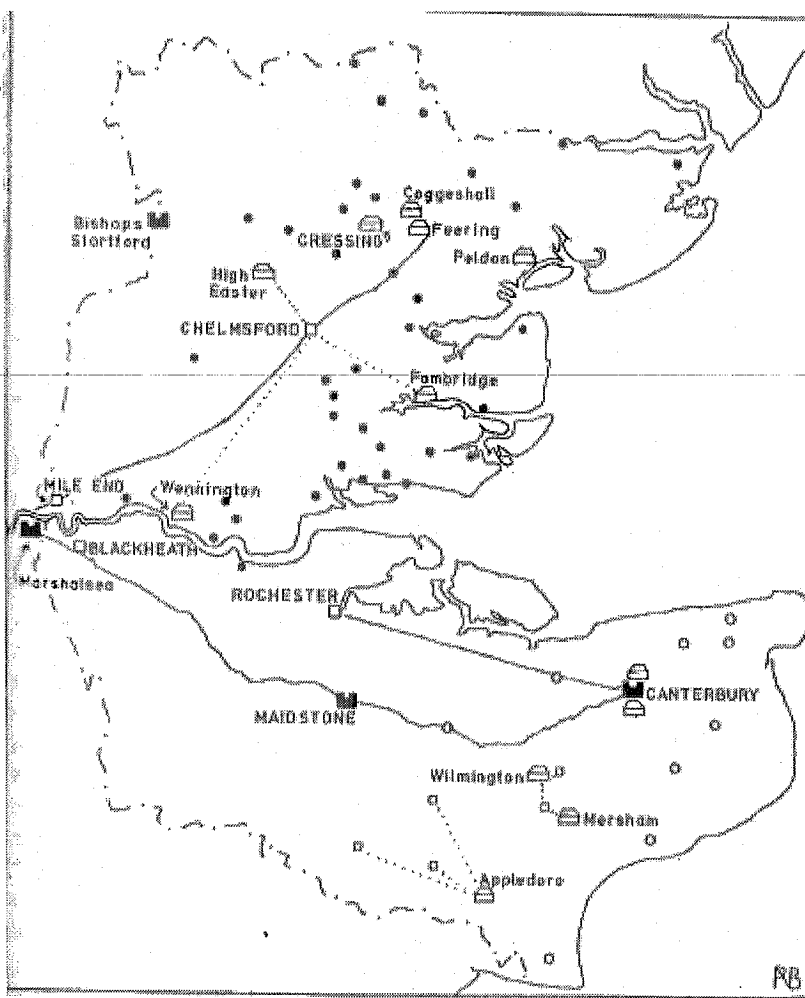 Coggeshall
Bishops
Stortford
CRESSING
Feering
Peldon
High
Easter
CHELMSFORD
Fambridge
MILE END
Wennington
BLACKHEATH
Marshalsea
ROCHESTER
CANTERBURY
MAIDSTONE
Wilmington
Mersham
Appledore